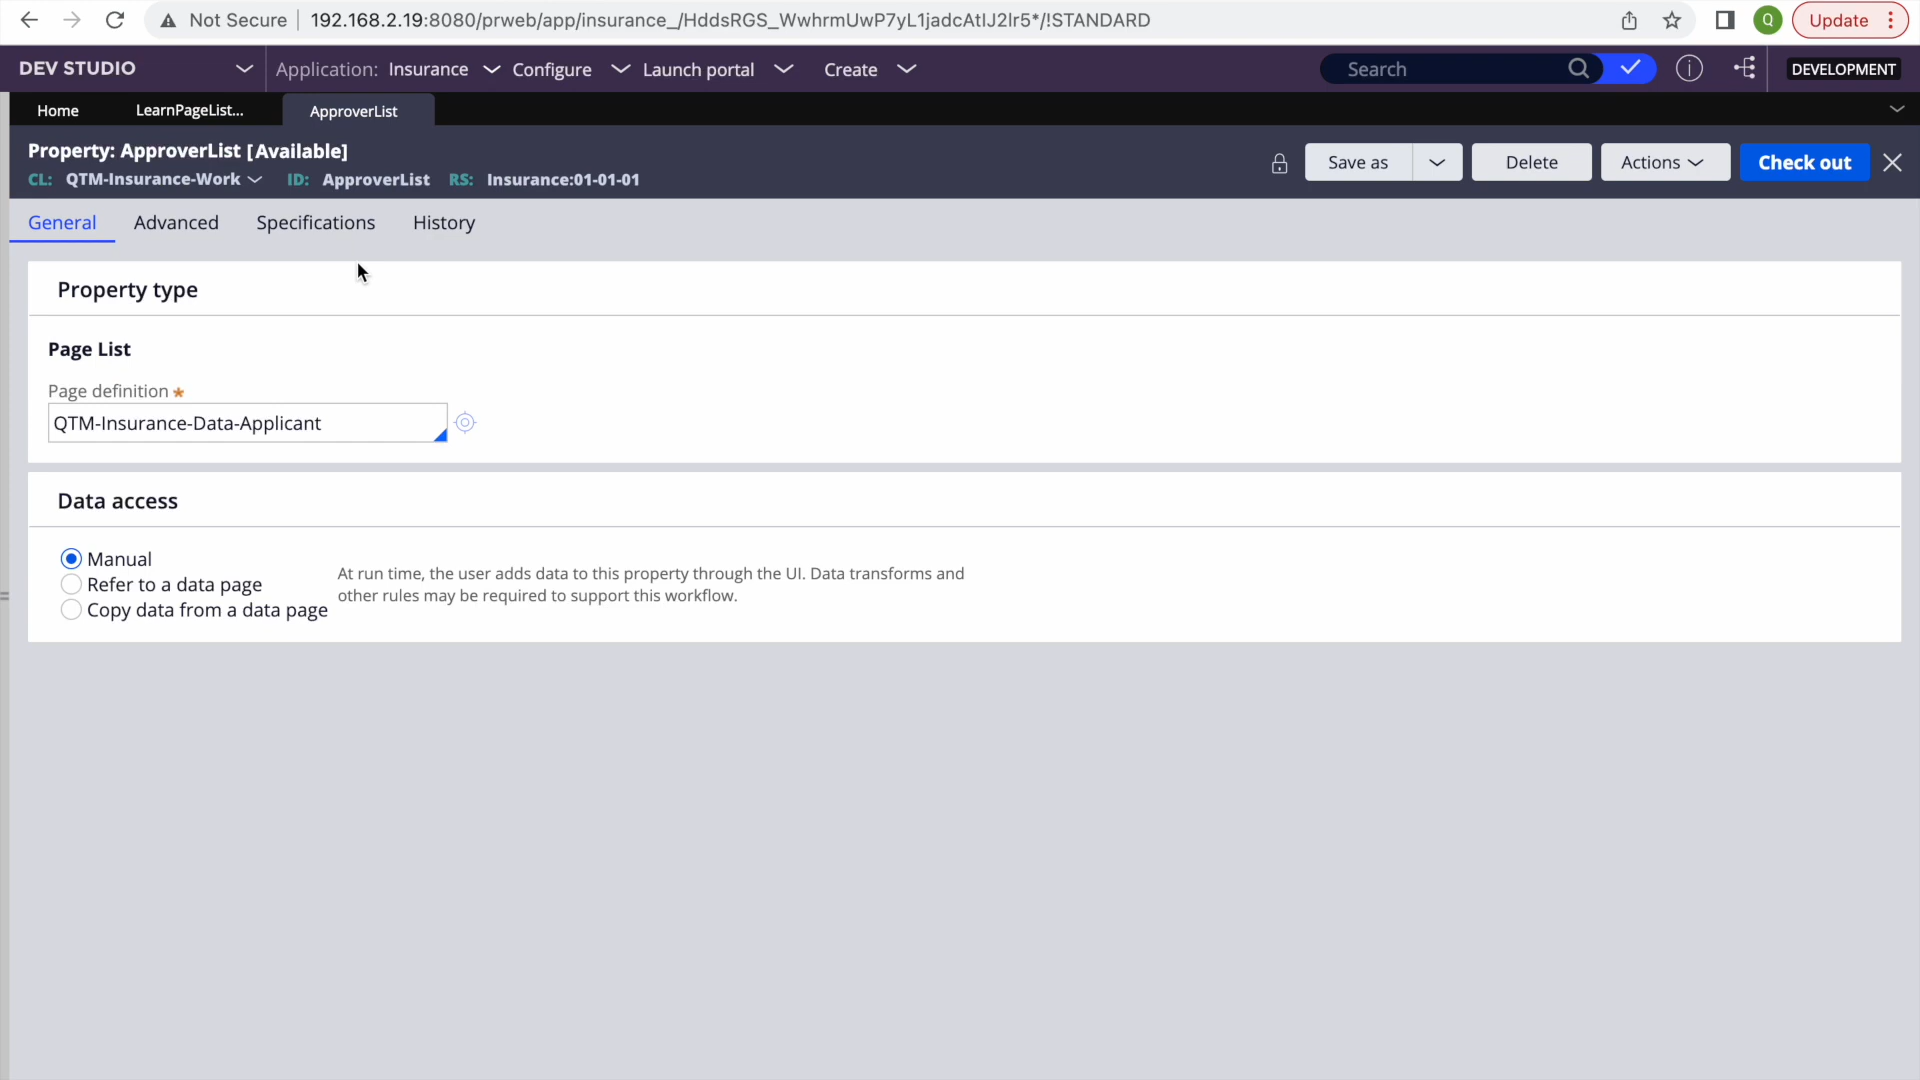 Not Secure 192.168.2.19:8080/prweb/app/insurance_/HddsRGS_WwhrmUwP7yL1jadcAtIJ2Ir5*/!STANDARD Q Update
DEV STUDIO Application: Insurance Configure Launch portal Create Search DEVELOPMENT
Home LearnPageList... ApproverList
Property: ApproverList [Available]
CL: QTM-Insurance-Work ID: ApproverList RS: Insurance:01-01-01
Save as Delete Actions Check out
General Advanced Specifications History
Property type
Page List
Page definition *
QTM-Insurance-Data-Applicant
Data access
Manual
Refer to a data page
Copy data from a data page
At run time, the user adds data to this property through the UI. Data transforms and
other rules may be required to support this workflow.